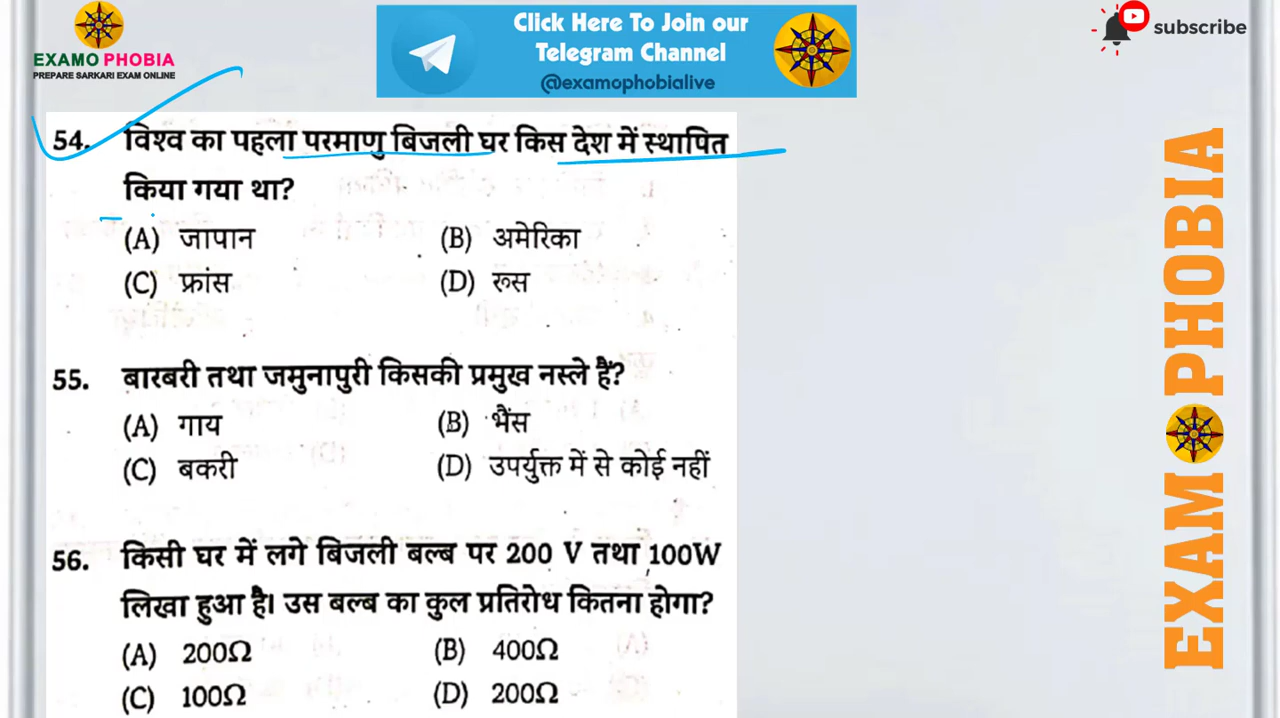 EXAMO PHOBIA
PREPARE SARKARI EXAM ONLINE
Click Here To Join our
Telegram Channel
@examophobialive
subscribe
54. विश्व का पहला परमाणु बिजली घर किस देश में स्थापित
किया गया था?
(A) जापान (B) अमेरिका
(C) फ्रांस (D) रूस
55. बारबरी तथा जमुनापुरी किसकी प्रमुख नस्ले हैं?
(A) गाय (B) भैंस
(C) बकरी (D) उपर्युक्त में से कोई नहीं
56. किसी घर में लगे बिजली बल्ब पर 200 V तथा 100W
लिखा हुआ है। उस बल्ब का कुल प्रतिरोध कितना होगा?
(A) 200Ω (B) 400Ω
(C) 100Ω (D) 200Ω
EXAMO PHOBIA